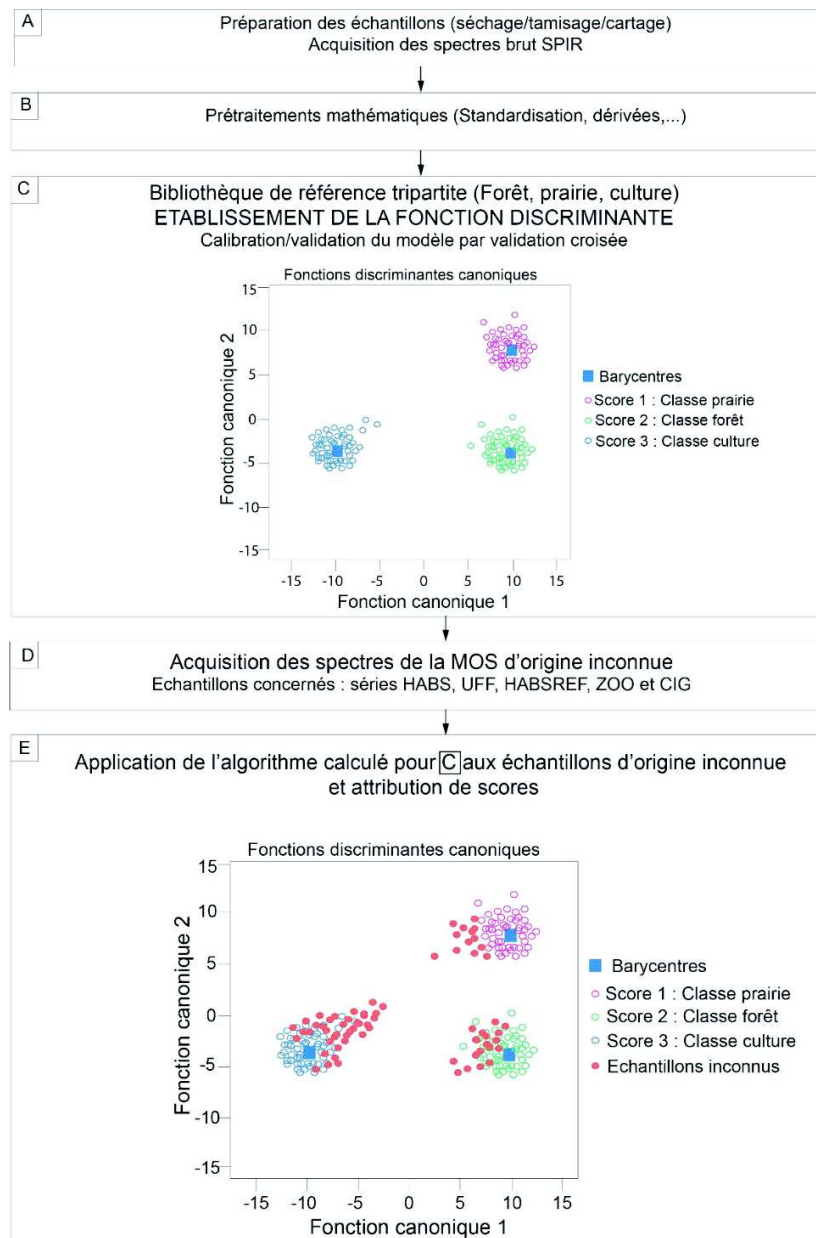 A
Préparation des échantillons (séchage/tamisage/cartage)
Acquisition des spectres brut SPIR
B
Prétraitements mathématiques (Standardisation, dérivées,...)
C
Bibliothèque de référence tripartite (Forêt, prairie, culture)
ETABLISSEMENT DE LA FONCTION DISCRIMINANTE
Calibration/validation du modèle par validation croisée
Fonctions discriminantes canoniques
15
10
5
0
-5
-10
-15
Fonction canonique 2
-15 -10 -5 0 5 10 15
Fonction canonique 1
Barycentres
Score 1 : Classe prairie
Score 2 : Classe forêt
Score 3 : Classe culture
D
Acquisition des spectres de la MOS d'origine inconnue
Echantillons concernés : séries HABS, UFF, HABSREF, ZOO et CIG
E
Application de l'algorithme calculé pour C aux échantillons d'origine inconnue
et attribution de scores
Fonctions discriminantes canoniques
15
10
5
0
-5
-10
-15
Fonction canonique 2
-15 -10 -5 0 5 10 15
Fonction canonique 1
Barycentres
Score 1 : Classe prairie
Score 2 : Classe forêt
Score 3 : Classe culture
Echantillons inconnus